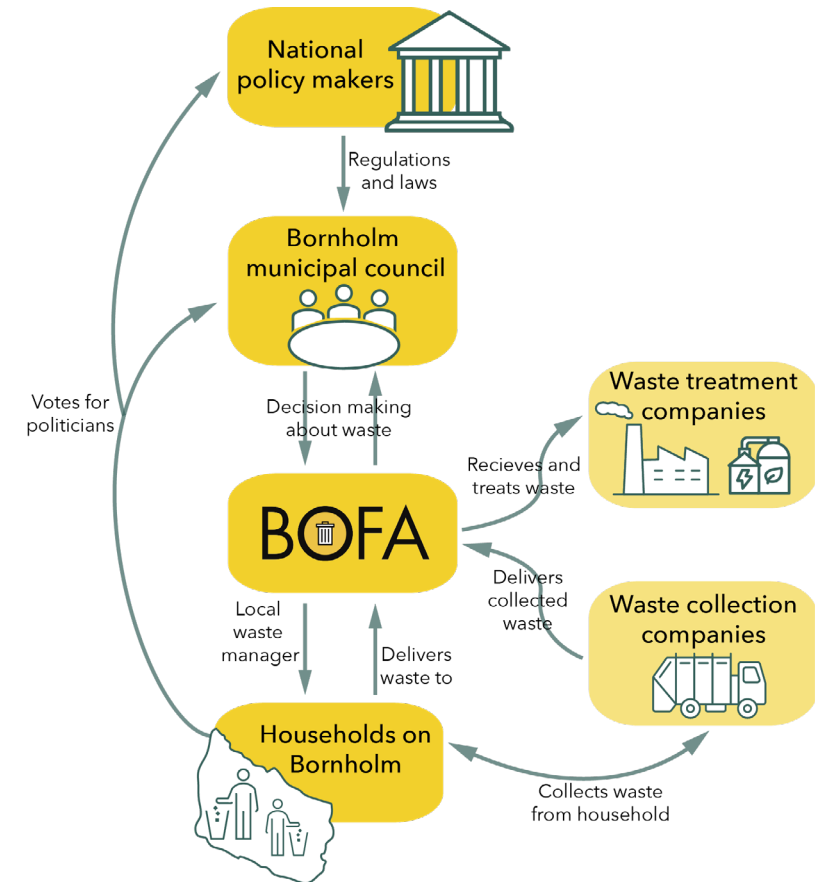 National
policy makers
Regulations
and laws
Bornholm
municipal council
Votes for
politicians
Decision making
about waste
Waste treatment
companies
Recieves and
treats waste
BOFA
Delivers
collected
waste
Waste collection
companies
Local
waste
manager
Delivers
waste to
Households on
Bornholm
Collects waste
from household